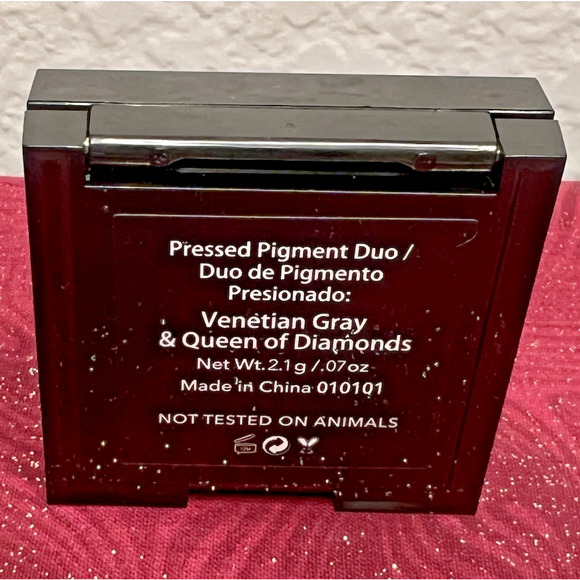 Pressed Pigment Duo /
Duo de Pigmento
Presionado:
Venetian Gray
& Queen of Diamonds
Net Wt. 2.1 g / .07 oz
Made in China 010101
NOT TESTED ON ANIMALS